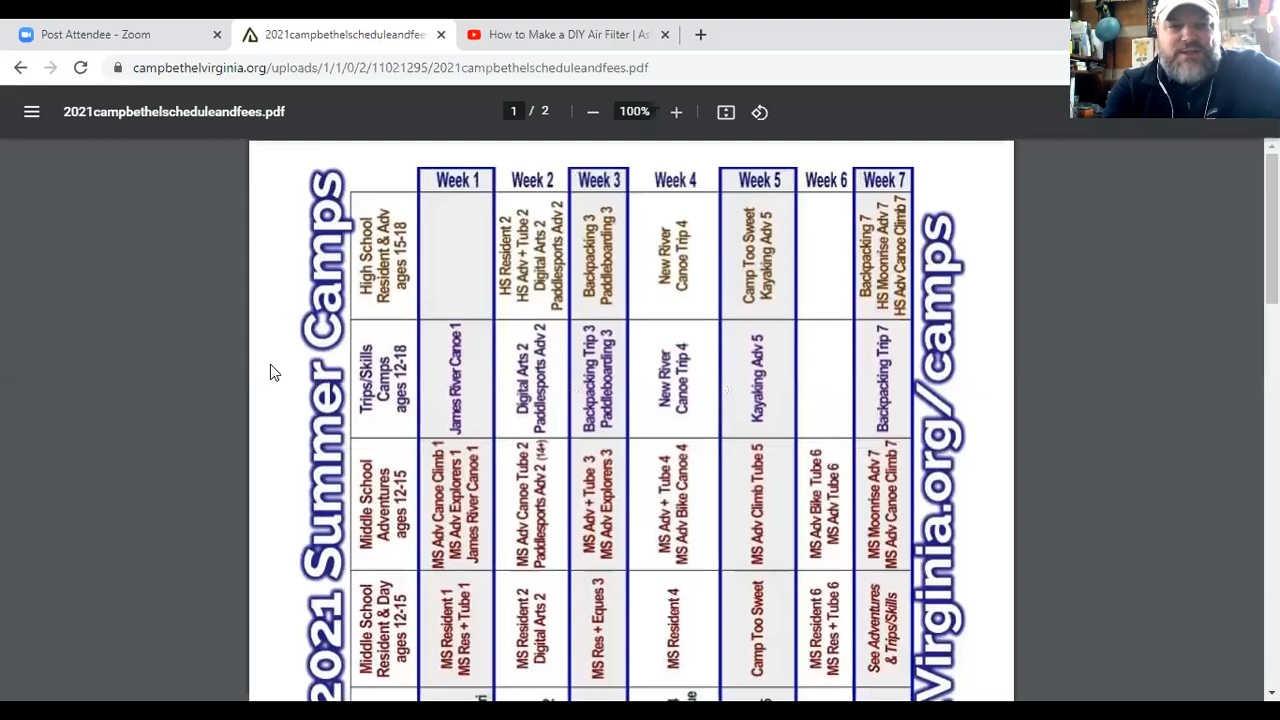 Post Attendee - Zoom
2021campbethelscheduleandfee
How to Make a DIY Air Filter | As
campbethelvirginia.org/uploads/1/1/0/2/11021295/2021campbethelscheduleandfees.pdf
2021campbethelscheduleandfees.pdf
1 / 2
100%
2021 Summer Camps
Week 1
Week 2
Week 3
Week 4
Week 5
Week 6
Week 7
High School
Resident & Adv
ages 15-18
HS Resident 2
HS Adv + Tube 2
Digital Arts 2
Paddlesports Adv 2
Backpacking 3
Paddleboarding 3
New River
Canoe Trip 4
Camp Too Sweet
Kayaking Adv 5
Backpacking 7
HS Moonrise Adv 7
HS Adv Canoe Climb 7
Trips/Skills
Camps
ages 12-18
James River Canoe 1
Digital Arts 2
Paddlesports Adv 2
Backpacking Trip 3
Paddleboarding 3
New River
Canoe Trip 4
Kayaking Adv 5
Backpacking Trip 7
Middle School
Adventures
ages 12-15
MS Adv Canoe Climb 1
MS Adv Explorers 1
James River Canoe 1
MS Adv Canoe Tube 2
Paddlesports Adv 2 (14+)
MS Adv + Tube 3
MS Adv Explorers 3
MS Adv + Tube 4
MS Adv Bike Canoe 4
MS Adv Climb Tube 5
MS Adv Bike Tube 6
MS Adv Tube 6
MS Moonrise Adv 7
MS Adv Canoe Climb 7
Middle School
Resident & Day
ages 12-15
MS Resident 1
MS Res + Tube 1
MS Resident 2
Digital Arts 2
MS Res + Eques 3
MS Resident 4
Camp Too Sweet
MS Resident 6
MS Res + Tube 6
See Adventures
& Trips/Skills
Virginia.org/camps